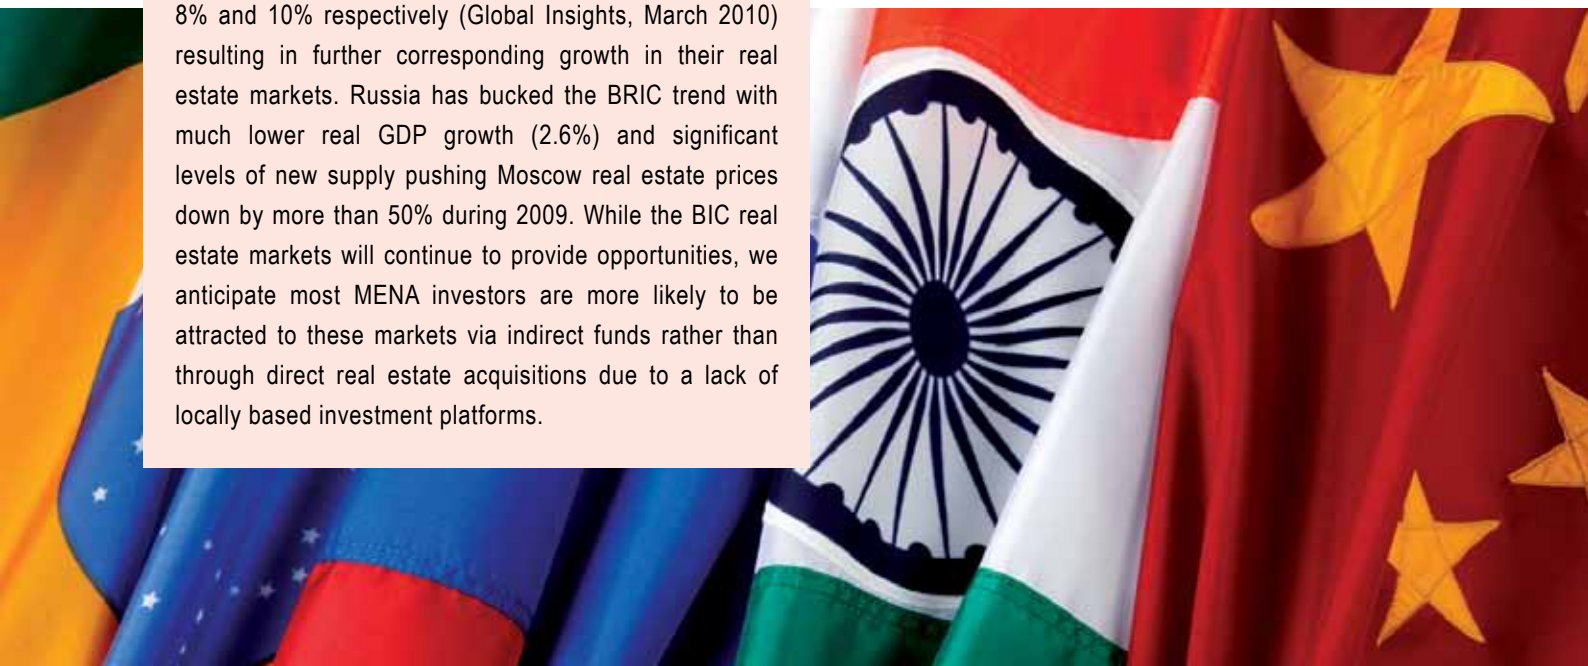 8% and 10% respectively (Global Insights, March 2010)
resulting in further corresponding growth in their real
estate markets. Russia has bucked the BRIC trend with
much lower real GDP growth (2.6%) and significant
levels of new supply pushing Moscow real estate prices
down by more than 50% during 2009. While the BIC real
estate markets will continue to provide opportunities, we
anticipate most MENA investors are more likely to be
attracted to these markets via indirect funds rather than
through direct real estate acquisitions due to a lack of
locally based investment platforms.